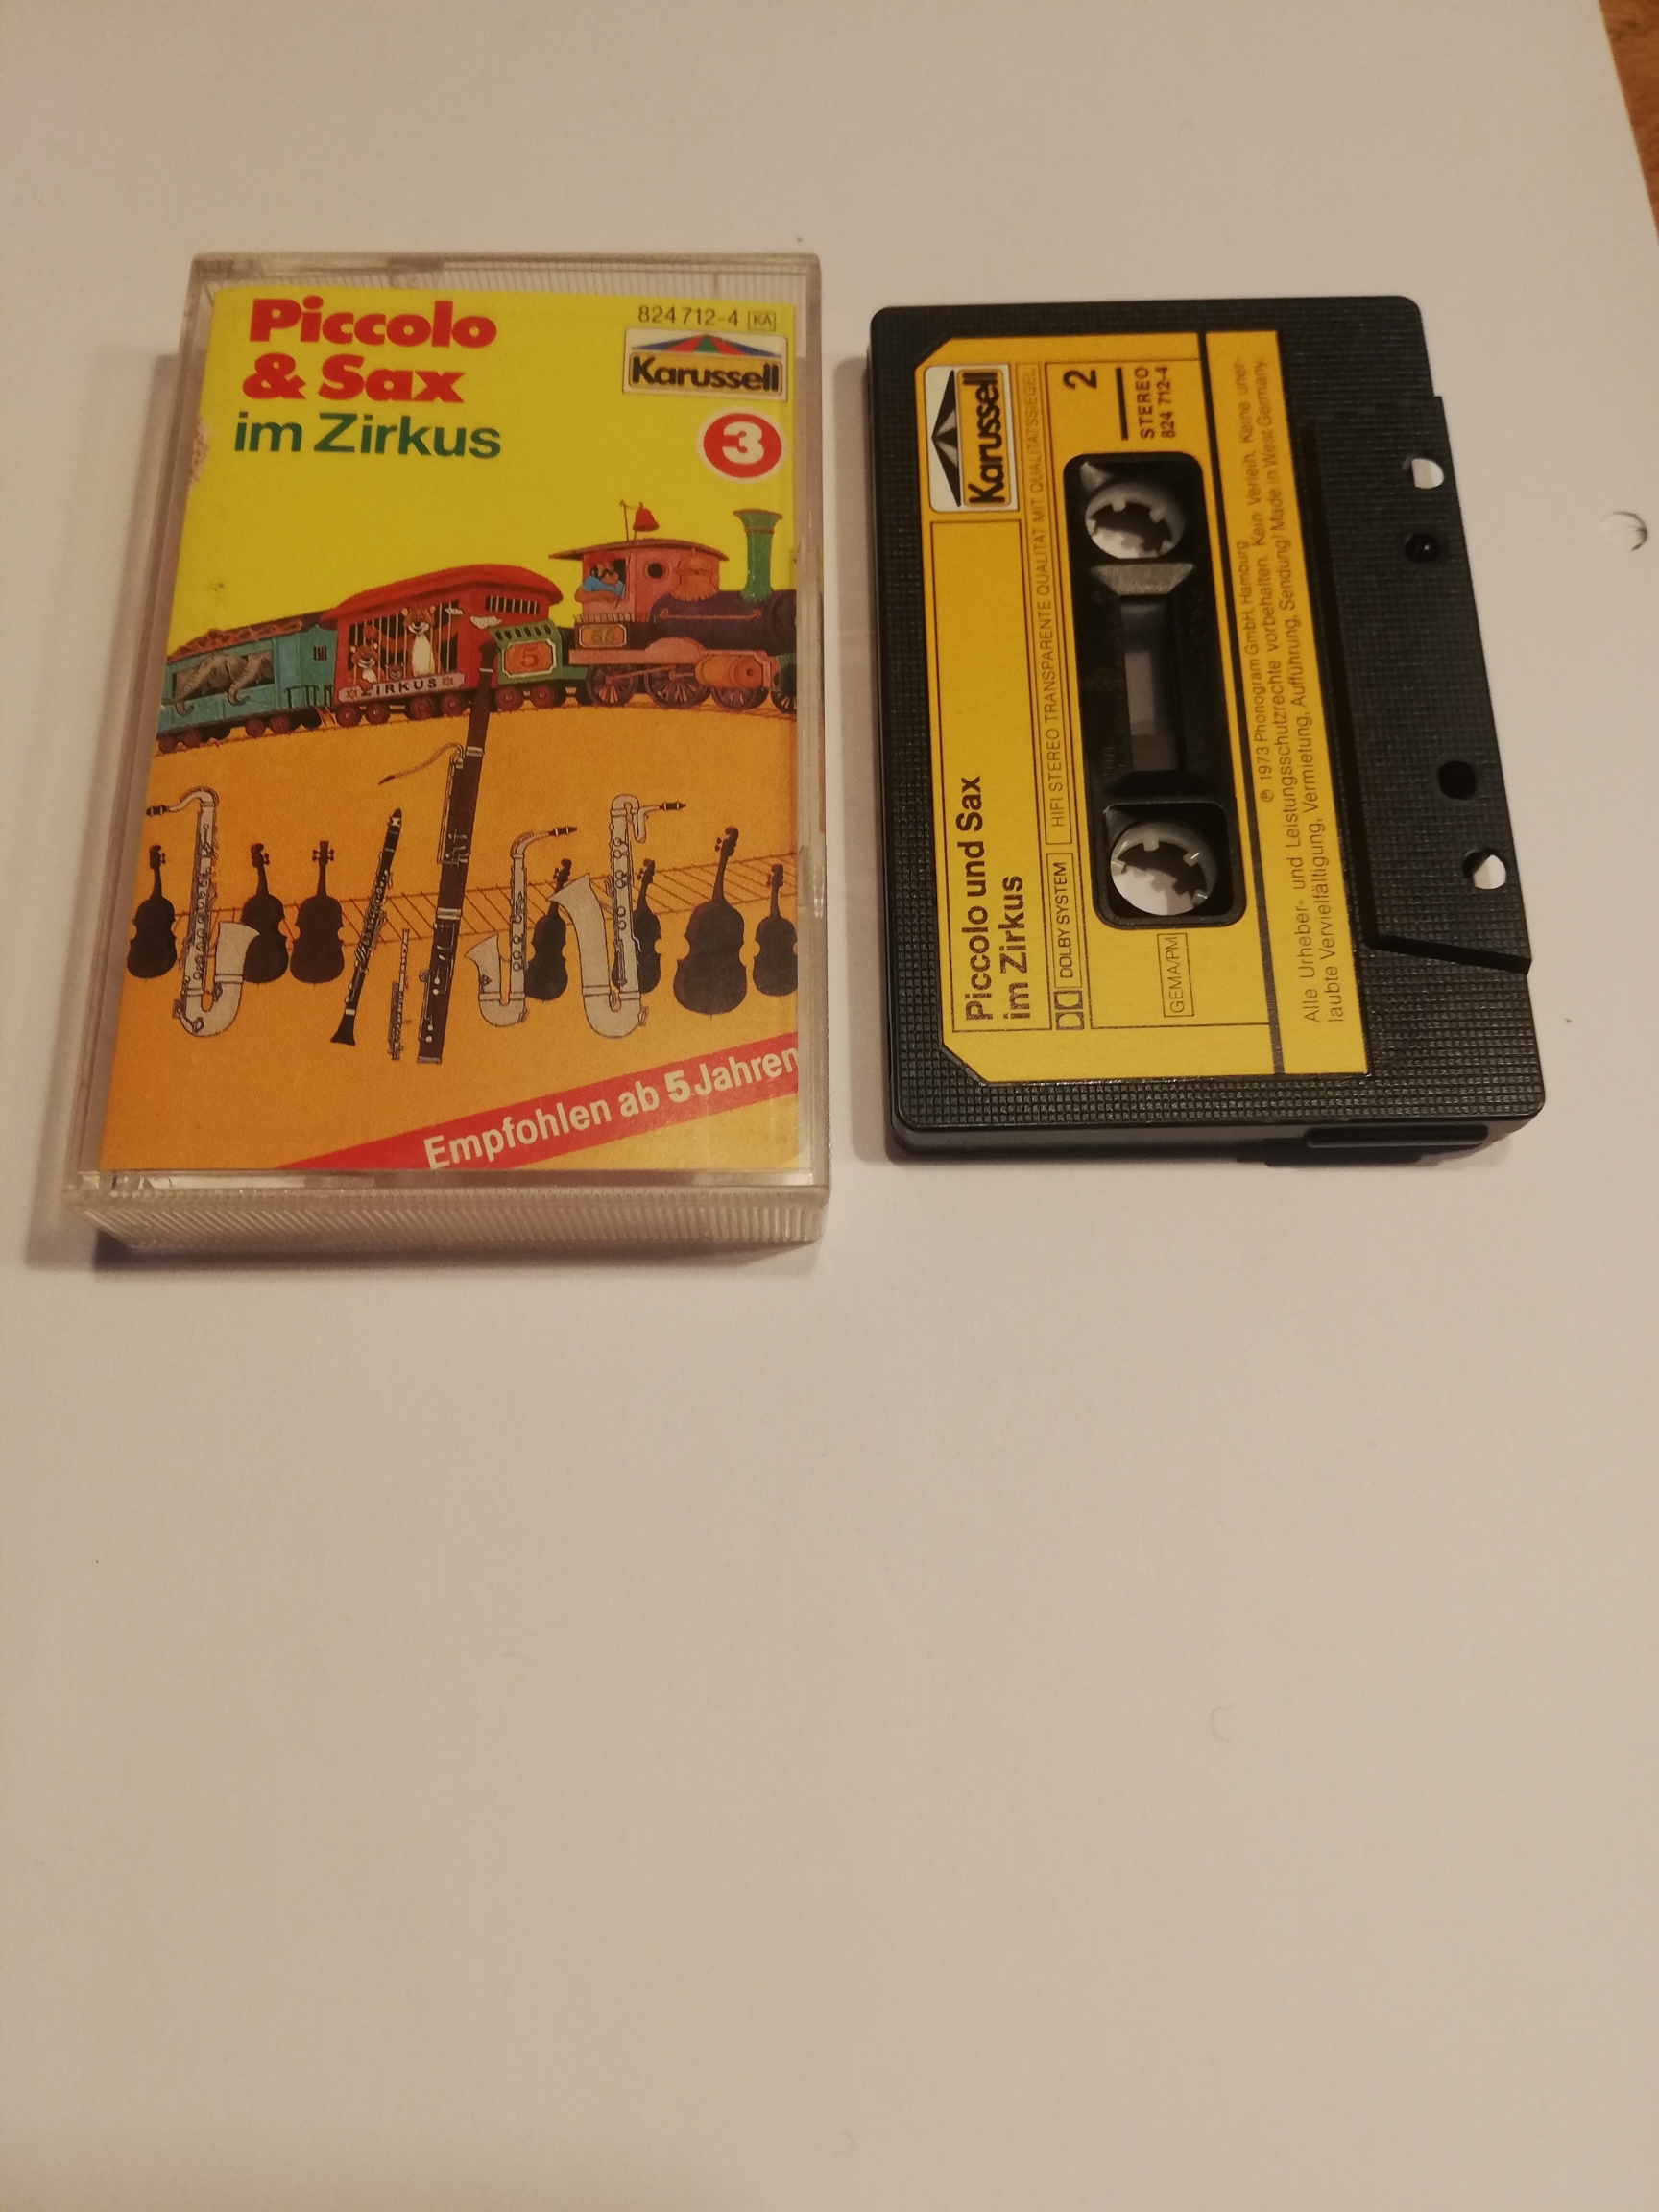 Piccolo
& Sax
im Zirkus
824 712-4 KA
Karussell
3
5
ZIRKUS
Empfohlen ab 5 Jahren
Karussell
Piccolo und Sax
im Zirkus
DOLBY SYSTEM
HIFI STEREO TRANSPARENTE QUALITÄT MIT QUALITÄTSSIEGEL
2
STEREO
824 712-4
GEMA/PM
℗ 1973 Phonogram GmbH, Hamburg
Alle Urheber- und Leistungsschutzrechte vorbehalten. Kein Verleih. Keine uner-
laubte Vervielfältigung, Vermietung, Aufführung, Sendung! Made in West Germany